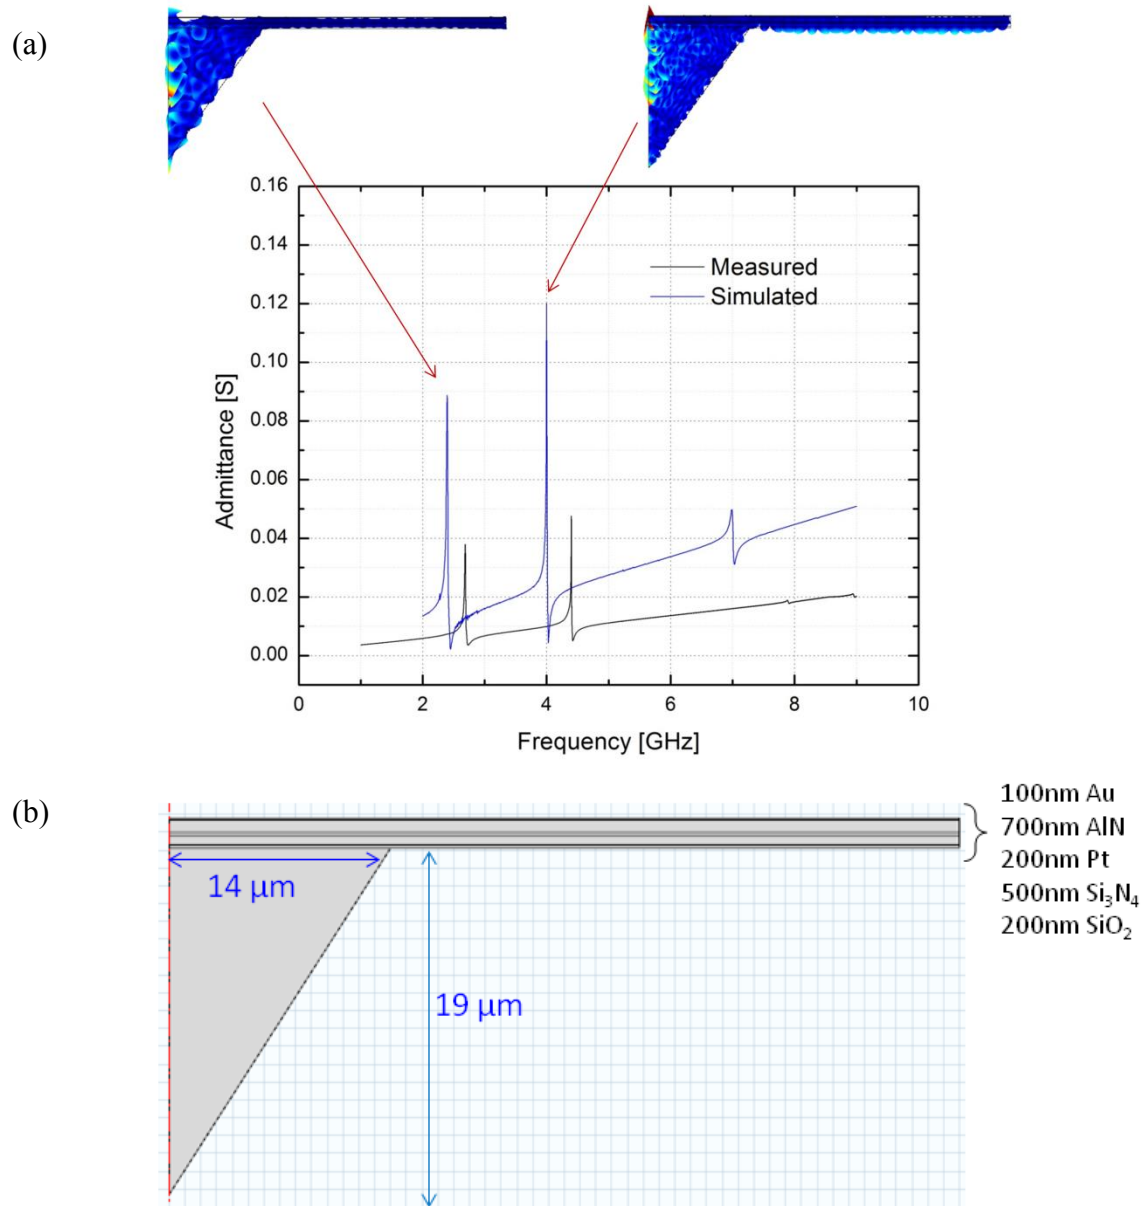 (a)
0.16
0.14
0.12
0.10
0.08
0.06
0.04
0.02
0.00
Admittance [S]
Measured
Simulated
0 2 4 6 8 10
Frequency [GHz]
(b)
14 µm
19 µm
100nm Au
700nm AlN
200nm Pt
500nm Si₃N₄
200nm SiO₂